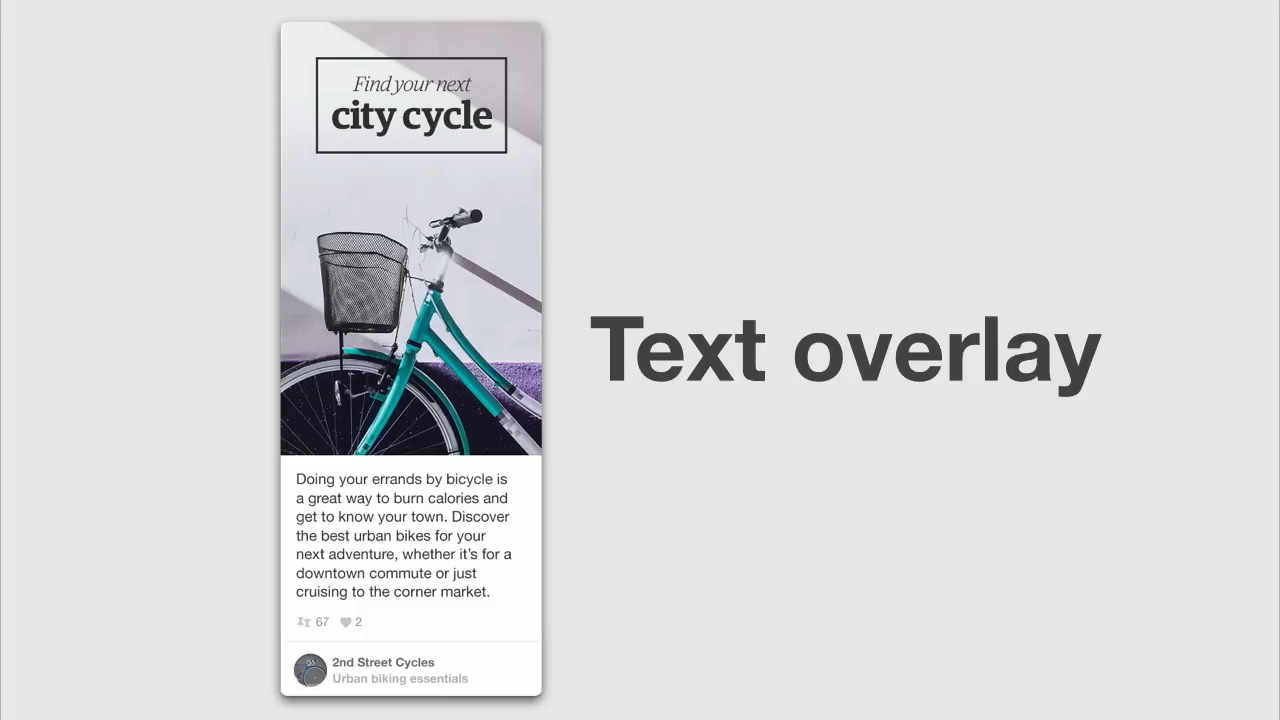 Find your next
city cycle
Text overlay
Doing your errands by bicycle is
a great way to burn calories and
get to know your town. Discover
the best urban bikes for your
next adventure, whether it’s for a
downtown commute or just
cruising to the corner market.
67 2
2nd Street Cycles
Urban biking essentials